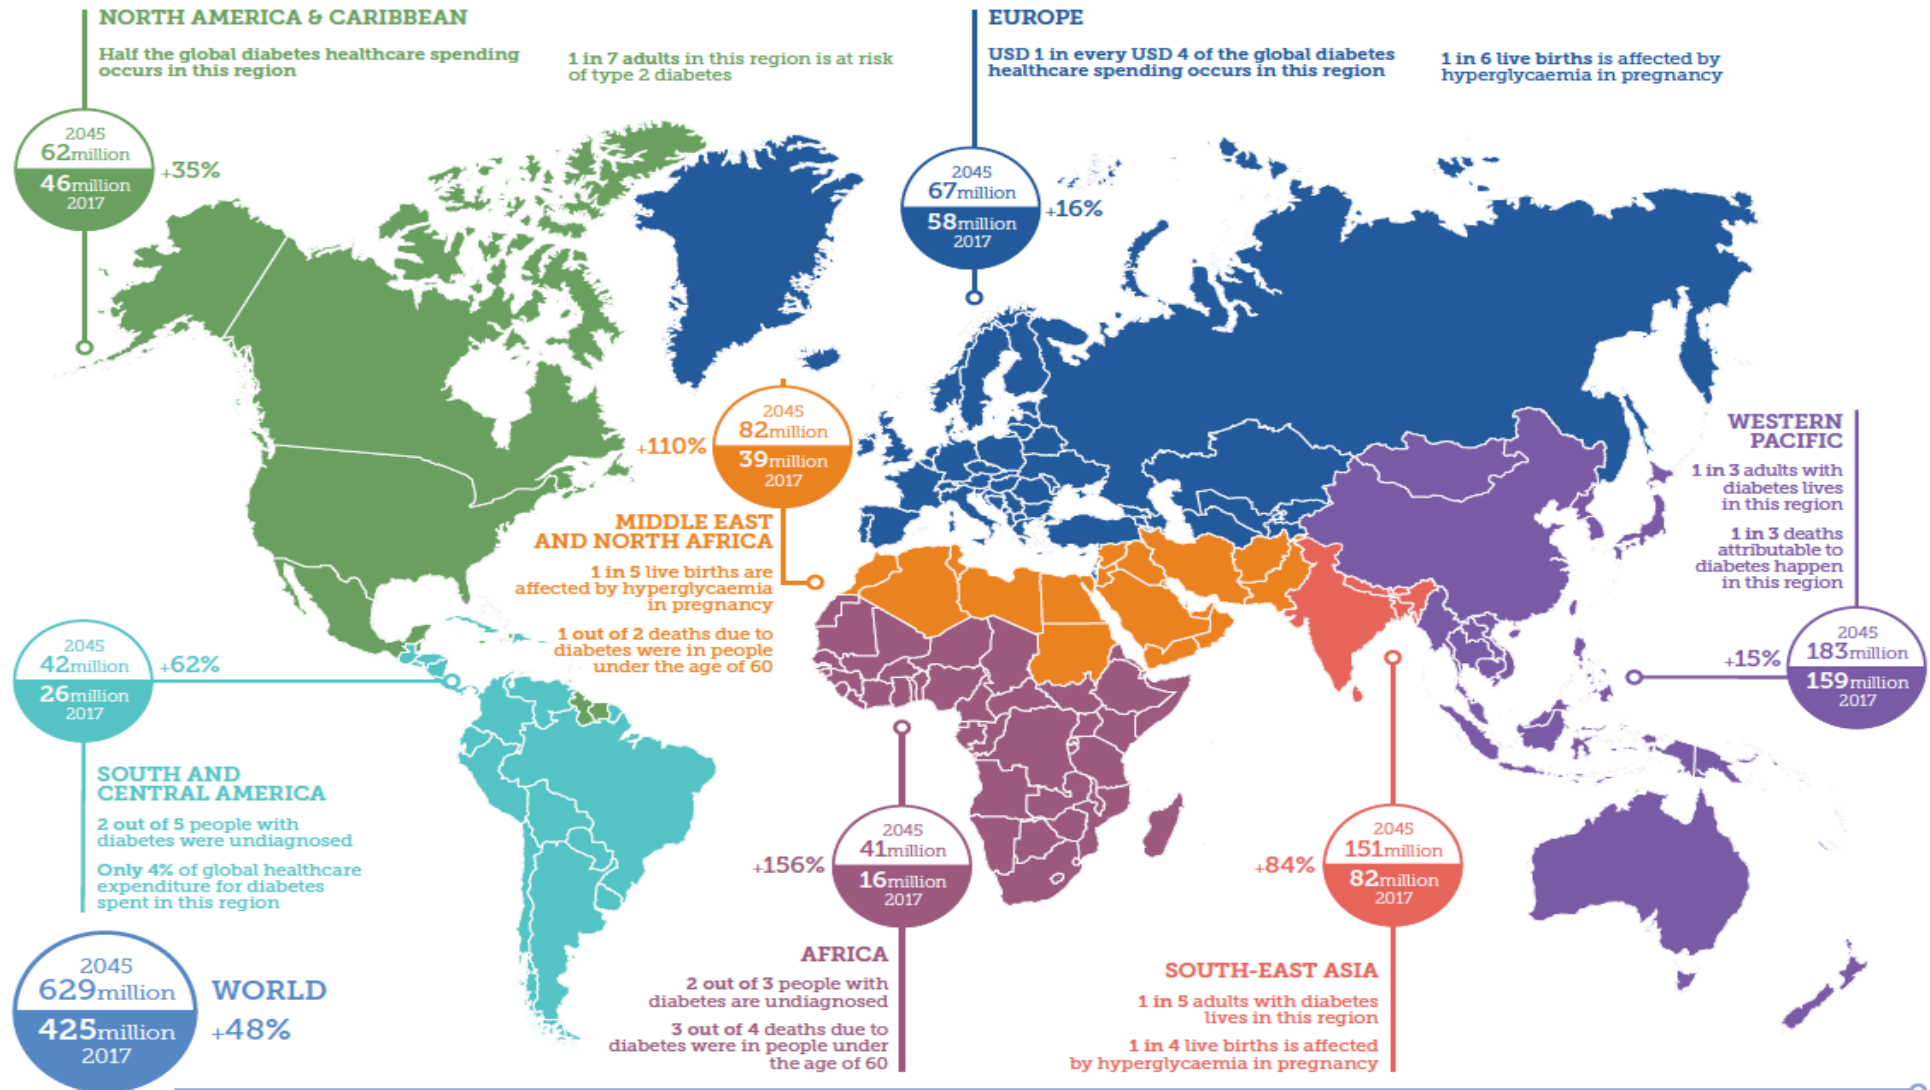 NORTH AMERICA & CARIBBEAN
Half the global diabetes healthcare spending
occurs in this region
1 in 7 adults in this region is at risk
of type 2 diabetes
2045
62million
46million
2017
+35%
EUROPE
USD 1 in every USD 4 of the global diabetes
healthcare spending occurs in this region
1 in 6 live births is affected by
hyperglycaemia in pregnancy
2045
67million
58million
2017
+16%
2045
82million
39million
2017
+110%
MIDDLE EAST
AND NORTH AFRICA
1 in 5 live births are
affected by hyperglycaemia
in pregnancy
1 out of 2 deaths due to
diabetes were in people
under the age of 60
WESTERN
PACIFIC
1 in 3 adults with
diabetes lives
in this region
1 in 3 deaths
attributable to
diabetes happen
in this region
2045
183million
159million
2017
+15%
2045
42million
26million
2017
+62%
SOUTH AND
CENTRAL AMERICA
2 out of 5 people with
diabetes were undiagnosed
Only 4% of global healthcare
expenditure for diabetes
spent in this region
2045
41million
16million
2017
+156%
AFRICA
2 out of 3 people with
diabetes are undiagnosed
3 out of 4 deaths due to
diabetes were in people under
the age of 60
2045
151million
82million
2017
+84%
SOUTH-EAST ASIA
1 in 5 adults with diabetes
lives in this region
1 in 4 live births is affected
by hyperglycaemia in pregnancy
2045
629million
425million
2017
WORLD
+48%